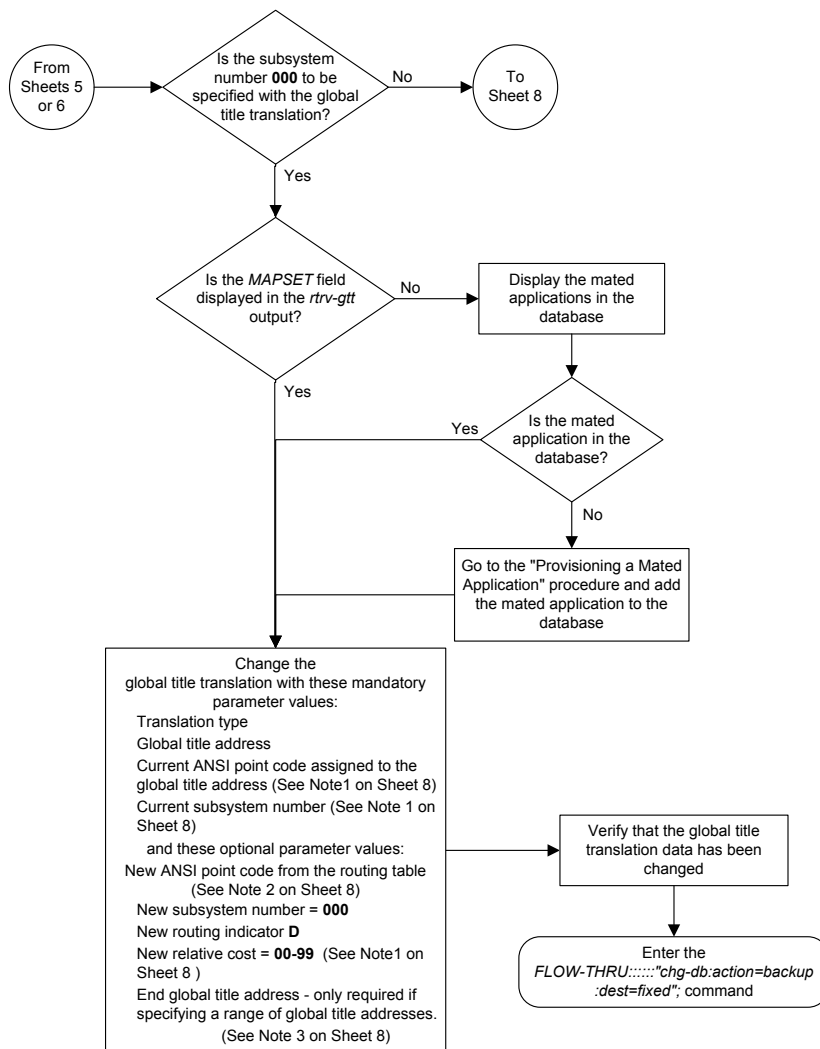 From
Sheets 5
or 6
Is the subsystem
number 000 to be
specified with the global
title translation?
No
To
Sheet 8
Yes
Is the MAPSET field
displayed in the rtrv-gtt
output?
No
Display the mated
applications in the
database
Yes
Is the mated
application in the
database?
Yes
No
Go to the "Provisioning a Mated
Application" procedure and add
the mated application to the
database
Change the
global title translation with these mandatory
parameter values:
Translation type
Global title address
Current ANSI point code assigned to the
global title address (See Note1 on Sheet 8)
Current subsystem number (See Note 1 on
Sheet 8)
and these optional parameter values:
New ANSI point code from the routing table
(See Note 2 on Sheet 8)
New subsystem number = 000
New routing indicator D
New relative cost = 00-99 (See Note1 on
Sheet 8 )
End global title address - only required if
specifying a range of global title addresses.
(See Note 3 on Sheet 8)
Verify that the global title
translation data has been
changed
Enter the
FLOW-THRU::::::"chg-db:action=backup
:dest=fixed"; command